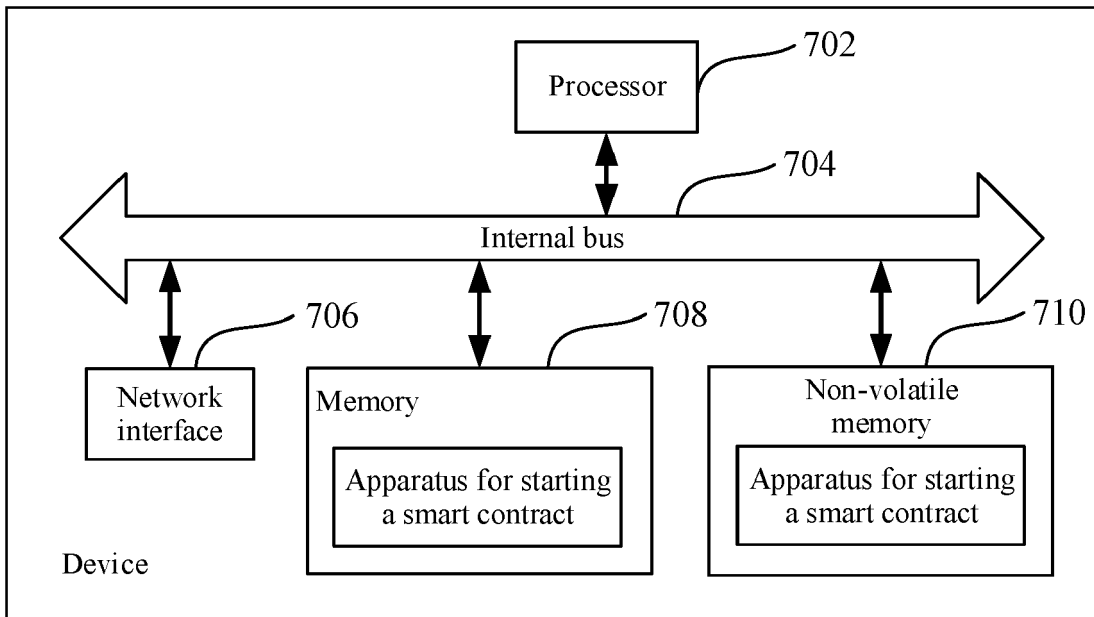 702
Processor
704
Internal bus
706
708
710
Network
interface
Memory
Apparatus for starting
a smart contract
Non-volatile
memory
Apparatus for starting
a smart contract
Device